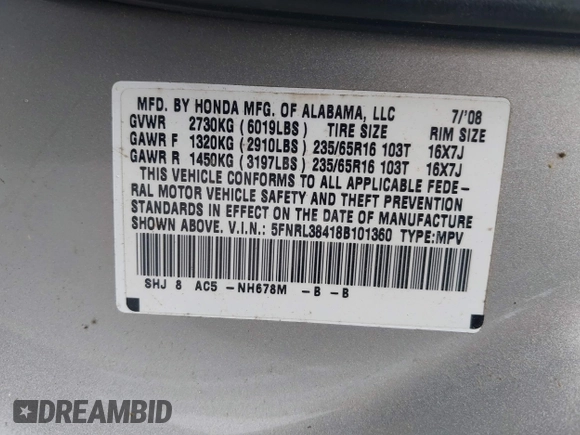 MFD. BY HONDA MFG. OF ALABAMA, LLC 7/'08
GVWR 2730KG (6019LBS) TIRE SIZE RIM SIZE
GAWR F 1320KG (2910LBS) 235/65R16 103T 16X7J
GAWR R 1450KG (3197LBS) 235/65R16 103T 16X7J
THIS VEHICLE CONFORMS TO ALL APPLICABLE FEDE-
RAL MOTOR VEHICLE SAFETY AND THEFT PREVENTION
STANDARDS IN EFFECT ON THE DATE OF MANUFACTURE
SHOWN ABOVE. V.I.N.: 5FNRL38418B101360 TYPE:MPV
SHJ 8 AC5 -NH678M -B -B
DREAMBID